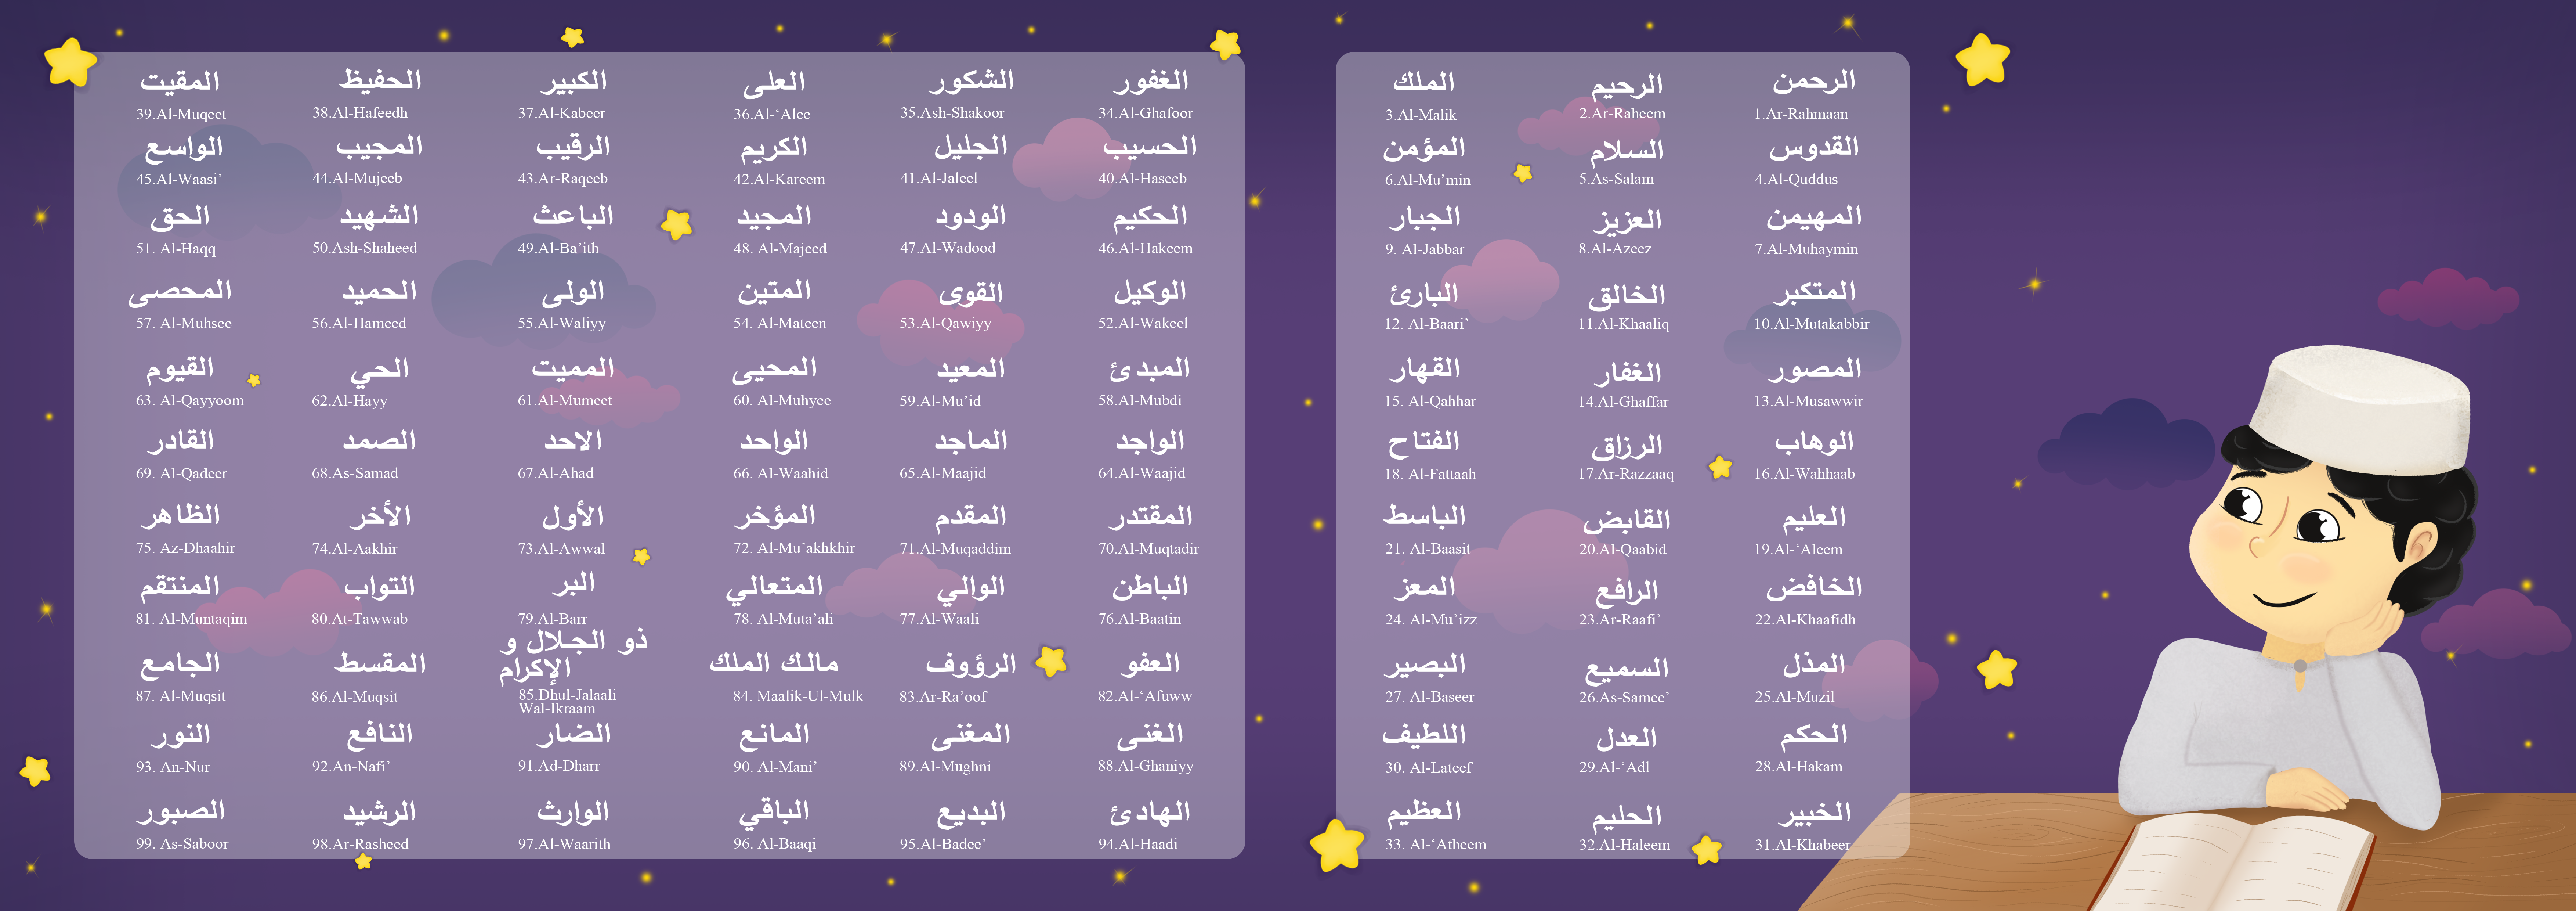 الرحمن
1.Ar-Rahmaan
الرحيم
2.Ar-Raheem
الملك
3.Al-Malik
القدوس
4.Al-Quddus
السلام
5.As-Salam
المؤمن
6.Al-Mu’min
المهيمن
7.Al-Muhaymin
العزيز
8.Al-Azeez
الجبار
9. Al-Jabbar
المتكبر
10.Al-Mutakabbir
الخالق
11.Al-Khaaliq
البارئ
12. Al-Baari’
المصور
13.Al-Musawwir
الغفار
14.Al-Ghaffar
القهار
15. Al-Qahhar
الوهاب
16.Al-Wahhaab
الرزاق
17.Ar-Razzaaq
الفتاح
18. Al-Fattaah
العليم
19.Al-‘Aleem
القابض
20.Al-Qaabid
الباسط
21. Al-Baasit
الخافض
22.Al-Khaafidh
الرافع
23.Ar-Raafi’
المعز
24. Al-Mu’izz
المذل
25.Al-Muzil
السميع
26.As-Samee’
البصير
27. Al-Baseer
الحكم
28.Al-Hakam
العدل
29.Al-‘Adl
اللطيف
30. Al-Lateef
الخبير
31.Al-Khabeer
الحليم
32.Al-Haleem
العظيم
33. Al-‘Atheem
الغفور
34.Al-Ghafoor
الشكور
35.Ash-Shakoor
العلى
36.Al-‘Alee
الكبير
37.Al-Kabeer
الحفيظ
38.Al-Hafeedh
المقيت
39.Al-Muqeet
الحسيب
40.Al-Haseeb
الجليل
41.Al-Jaleel
الكريم
42.Al-Kareem
الرقيب
43.Ar-Raqeeb
المجيب
44.Al-Mujeeb
الواسع
45.Al-Waasi’
الحكيم
46.Al-Hakeem
الودود
47.Al-Wadood
المجيد
48. Al-Majeed
الباعث
49.Al-Ba’ith
الشهيد
50.Ash-Shaheed
الحق
51. Al-Haqq
الوكيل
52.Al-Wakeel
القوى
53.Al-Qawiyy
المتين
54. Al-Mateen
الولى
55.Al-Waliyy
الحميد
56.Al-Hameed
المحصى
57. Al-Muhsee
المبدئ
58.Al-Mubdi
المعيد
59.Al-Mu’id
المحيى
60. Al-Muhyee
المميت
61.Al-Mumeet
الحي
62.Al-Hayy
القيوم
63. Al-Qayyoom
الواجد
64.Al-Waajid
الماجد
65.Al-Maajid
الواحد
66. Al-Waahid
الاحد
67.Al-Ahad
الصمد
68.As-Samad
القادر
69. Al-Qadeer
المقتدر
70.Al-Muqtadir
المقدم
71.Al-Muqaddim
المؤخر
72. Al-Mu’akhkhir
الأول
73.Al-Awwal
الأخر
74.Al-Aakhir
الظاهر
75. Az-Dhaahir
الباطن
76.Al-Baatin
الوالي
77.Al-Waali
المتعالي
78. Al-Muta’ali
البر
79.Al-Barr
التواب
80.At-Tawwab
المنتقم
81. Al-Muntaqim
العفو
82.Al-‘Afuww
الرؤوف
83.Ar-Ra’oof
مالك الملك
84. Maalik-Ul-Mulk
ذو الجلال و
الإكرام
85.Dhul-Jalaali
Wal-Ikraam
المقسط
86.Al-Muqsit
الجامع
87. Al-Muqsit
الغنى
88.Al-Ghaniyy
المغنى
89.Al-Mughni
المانع
90. Al-Mani’
الضار
91.Ad-Dharr
النافع
92.An-Nafi’
النور
93. An-Nur
الهادئ
94.Al-Haadi
البديع
95.Al-Badee’
الباقي
96. Al-Baaqi
الوارث
97.Al-Waarith
الرشيد
98.Ar-Rasheed
الصبور
99. As-Saboor